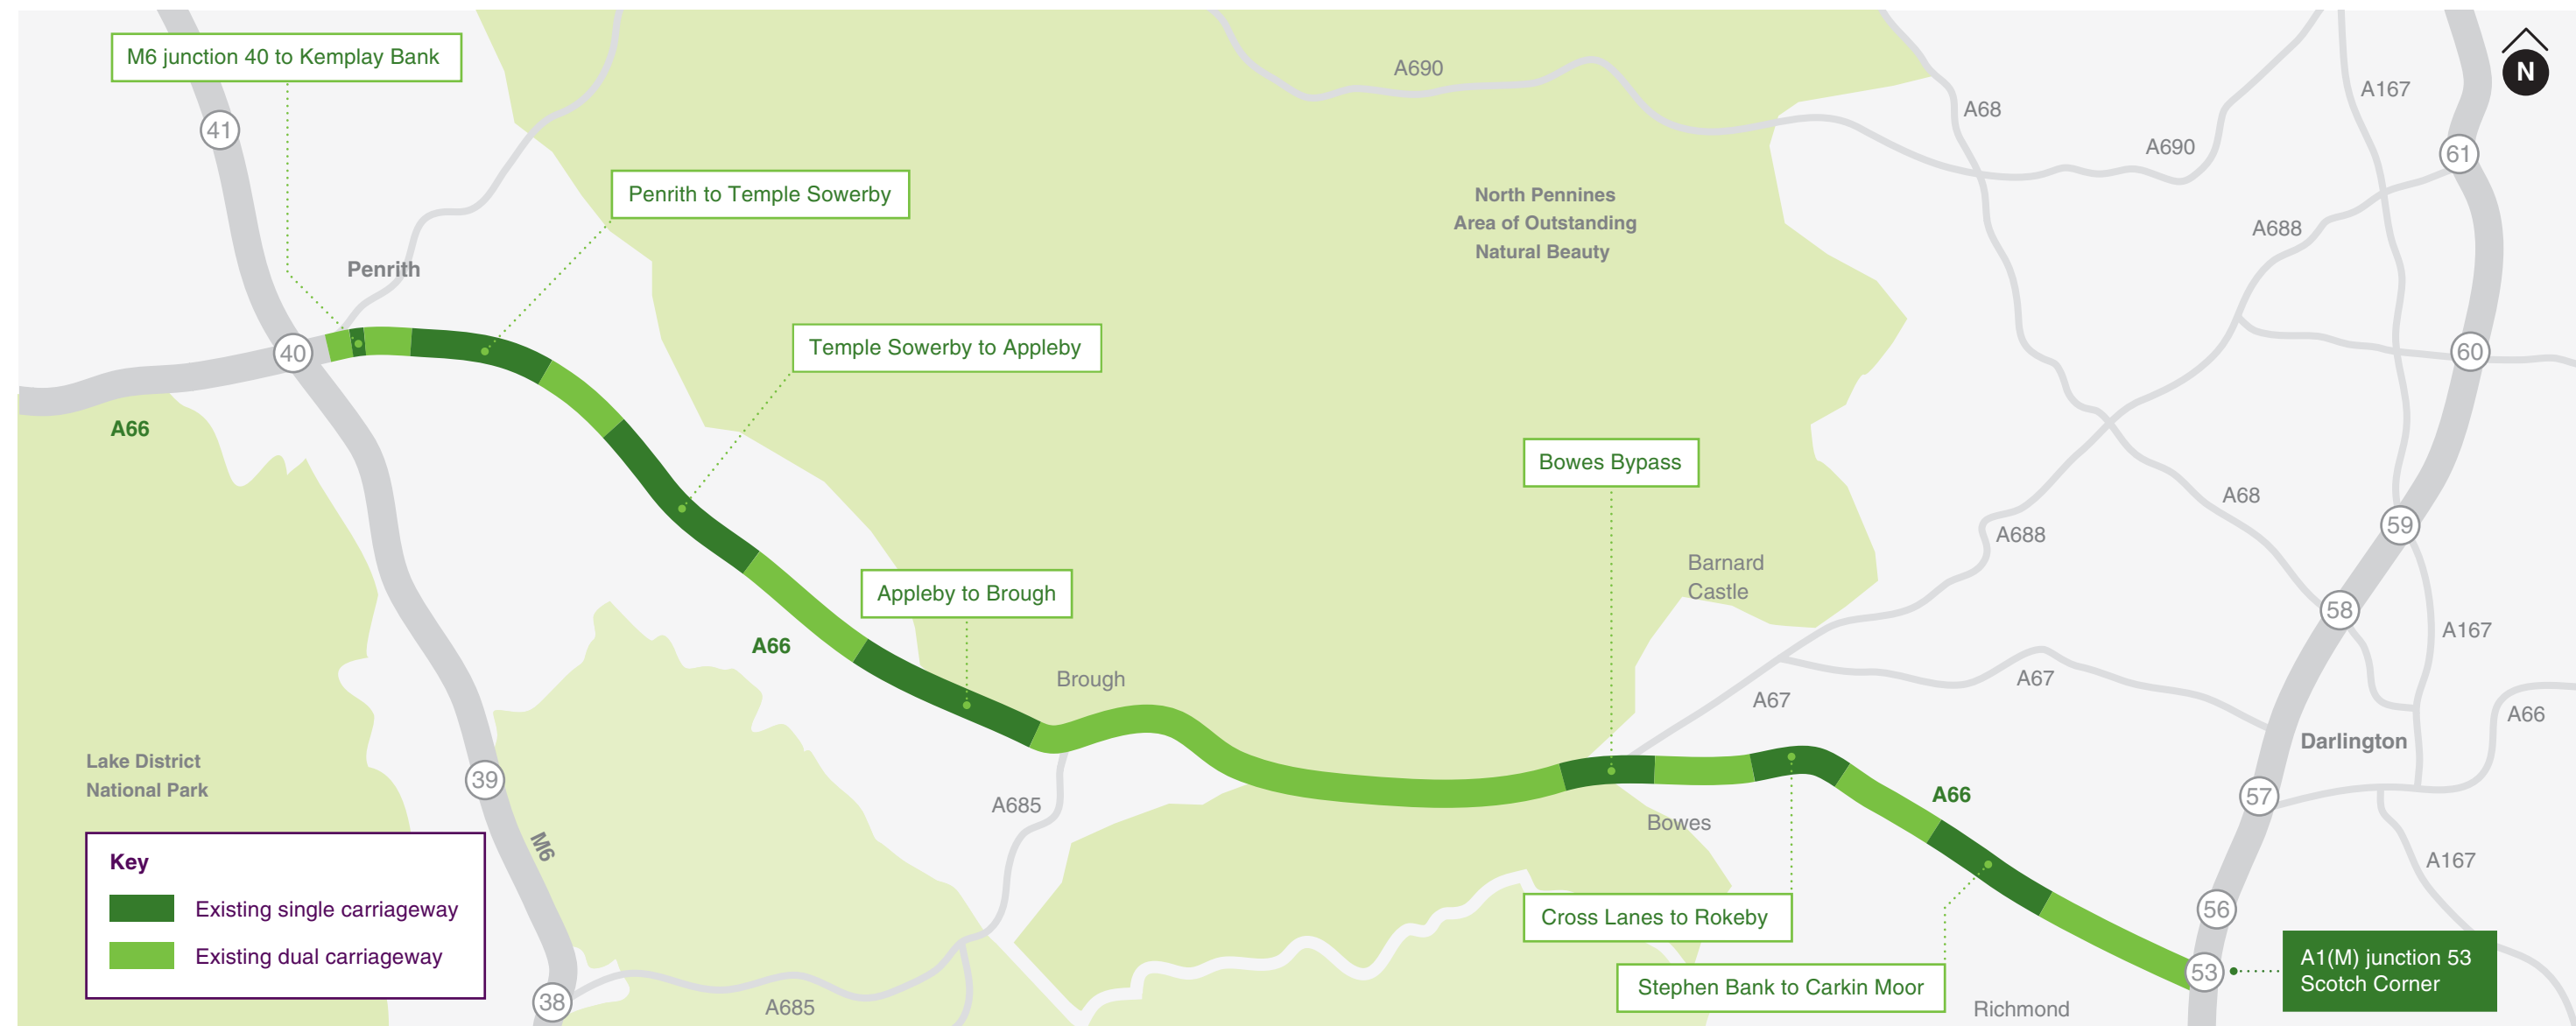 M6 junction 40 to Kemplay Bank
N
A690
A167
A68
41
A690
61
Penrith to Temple Sowerby
North Pennines
Area of Outstanding
Natural Beauty
A688
Penrith
40
Temple Sowerby to Appleby
60
A66
Bowes Bypass
A68
59
A688
Barnard
Castle
Appleby to Brough
58
A66
A167
Brough
A67
A67
A66
Darlington
Lake District
National Park
39
A66
57
A685
Bowes
M6
Key
Existing single carriageway
Existing dual carriageway
A167
56
Cross Lanes to Rokeby
A1(M) junction 53
Scotch Corner
53
Stephen Bank to Carkin Moor
38
A685
Richmond